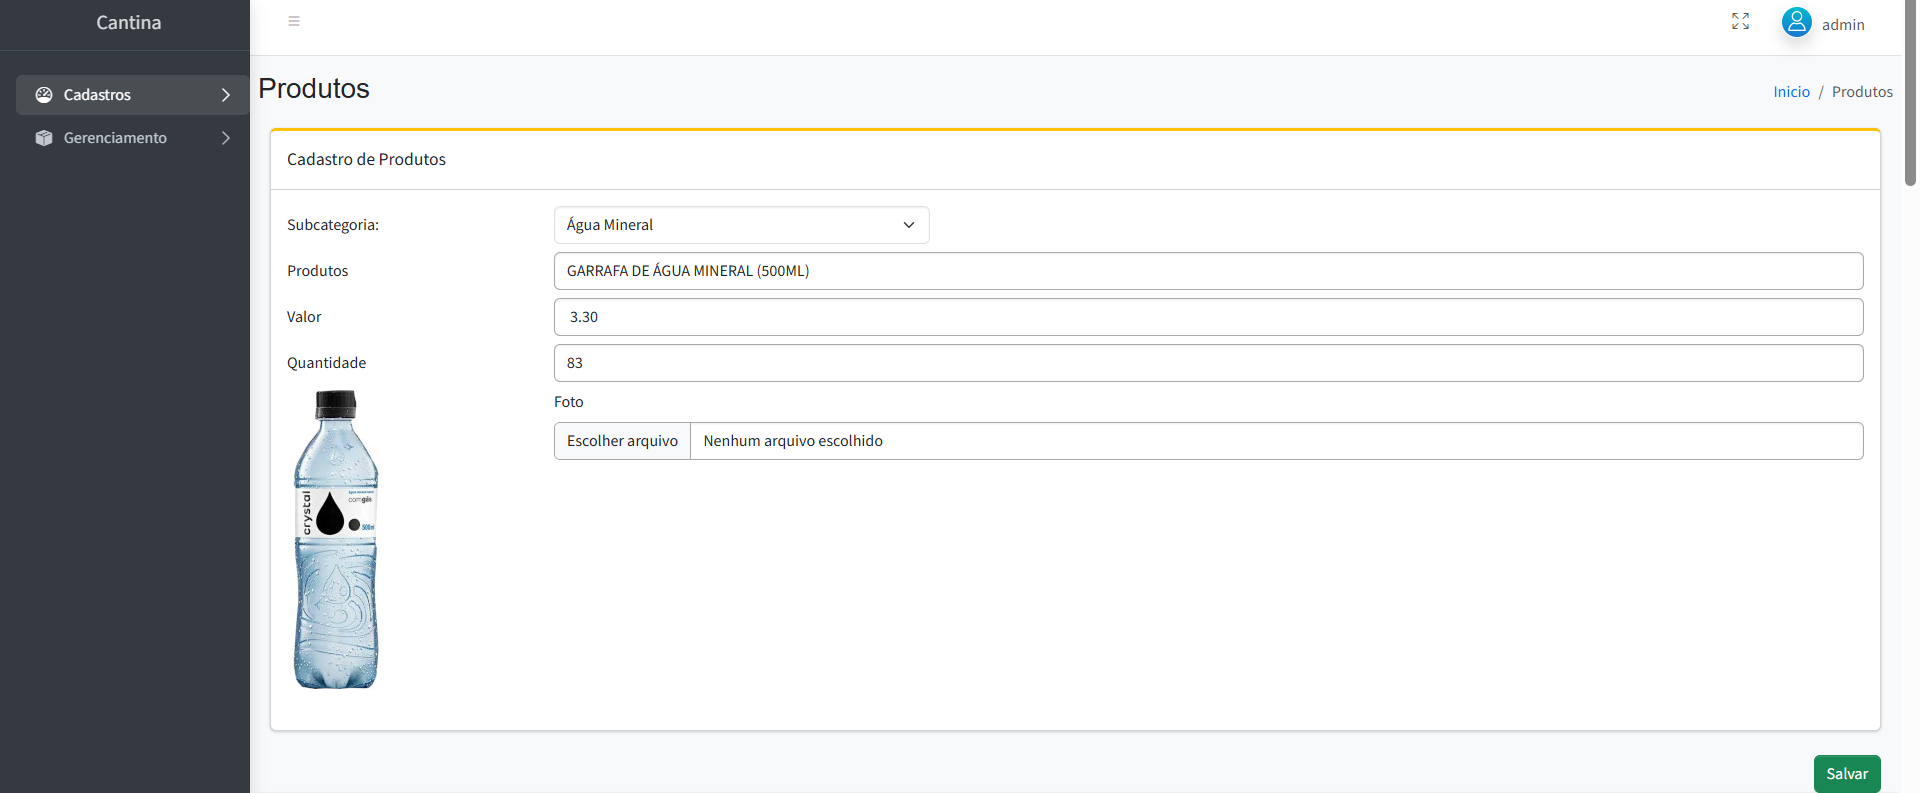 Cantina
admin
Cadastros
Gerenciamento
Produtos
Inicio / Produtos
Cadastro de Produtos
Subcategoria:
Água Mineral
Produtos
GARRAFA DE ÁGUA MINERAL (500ML)
Valor
3.30
Quantidade
83
Foto
Escolher arquivo
Nenhum arquivo escolhido
crystal
com gás
500ml
Salvar